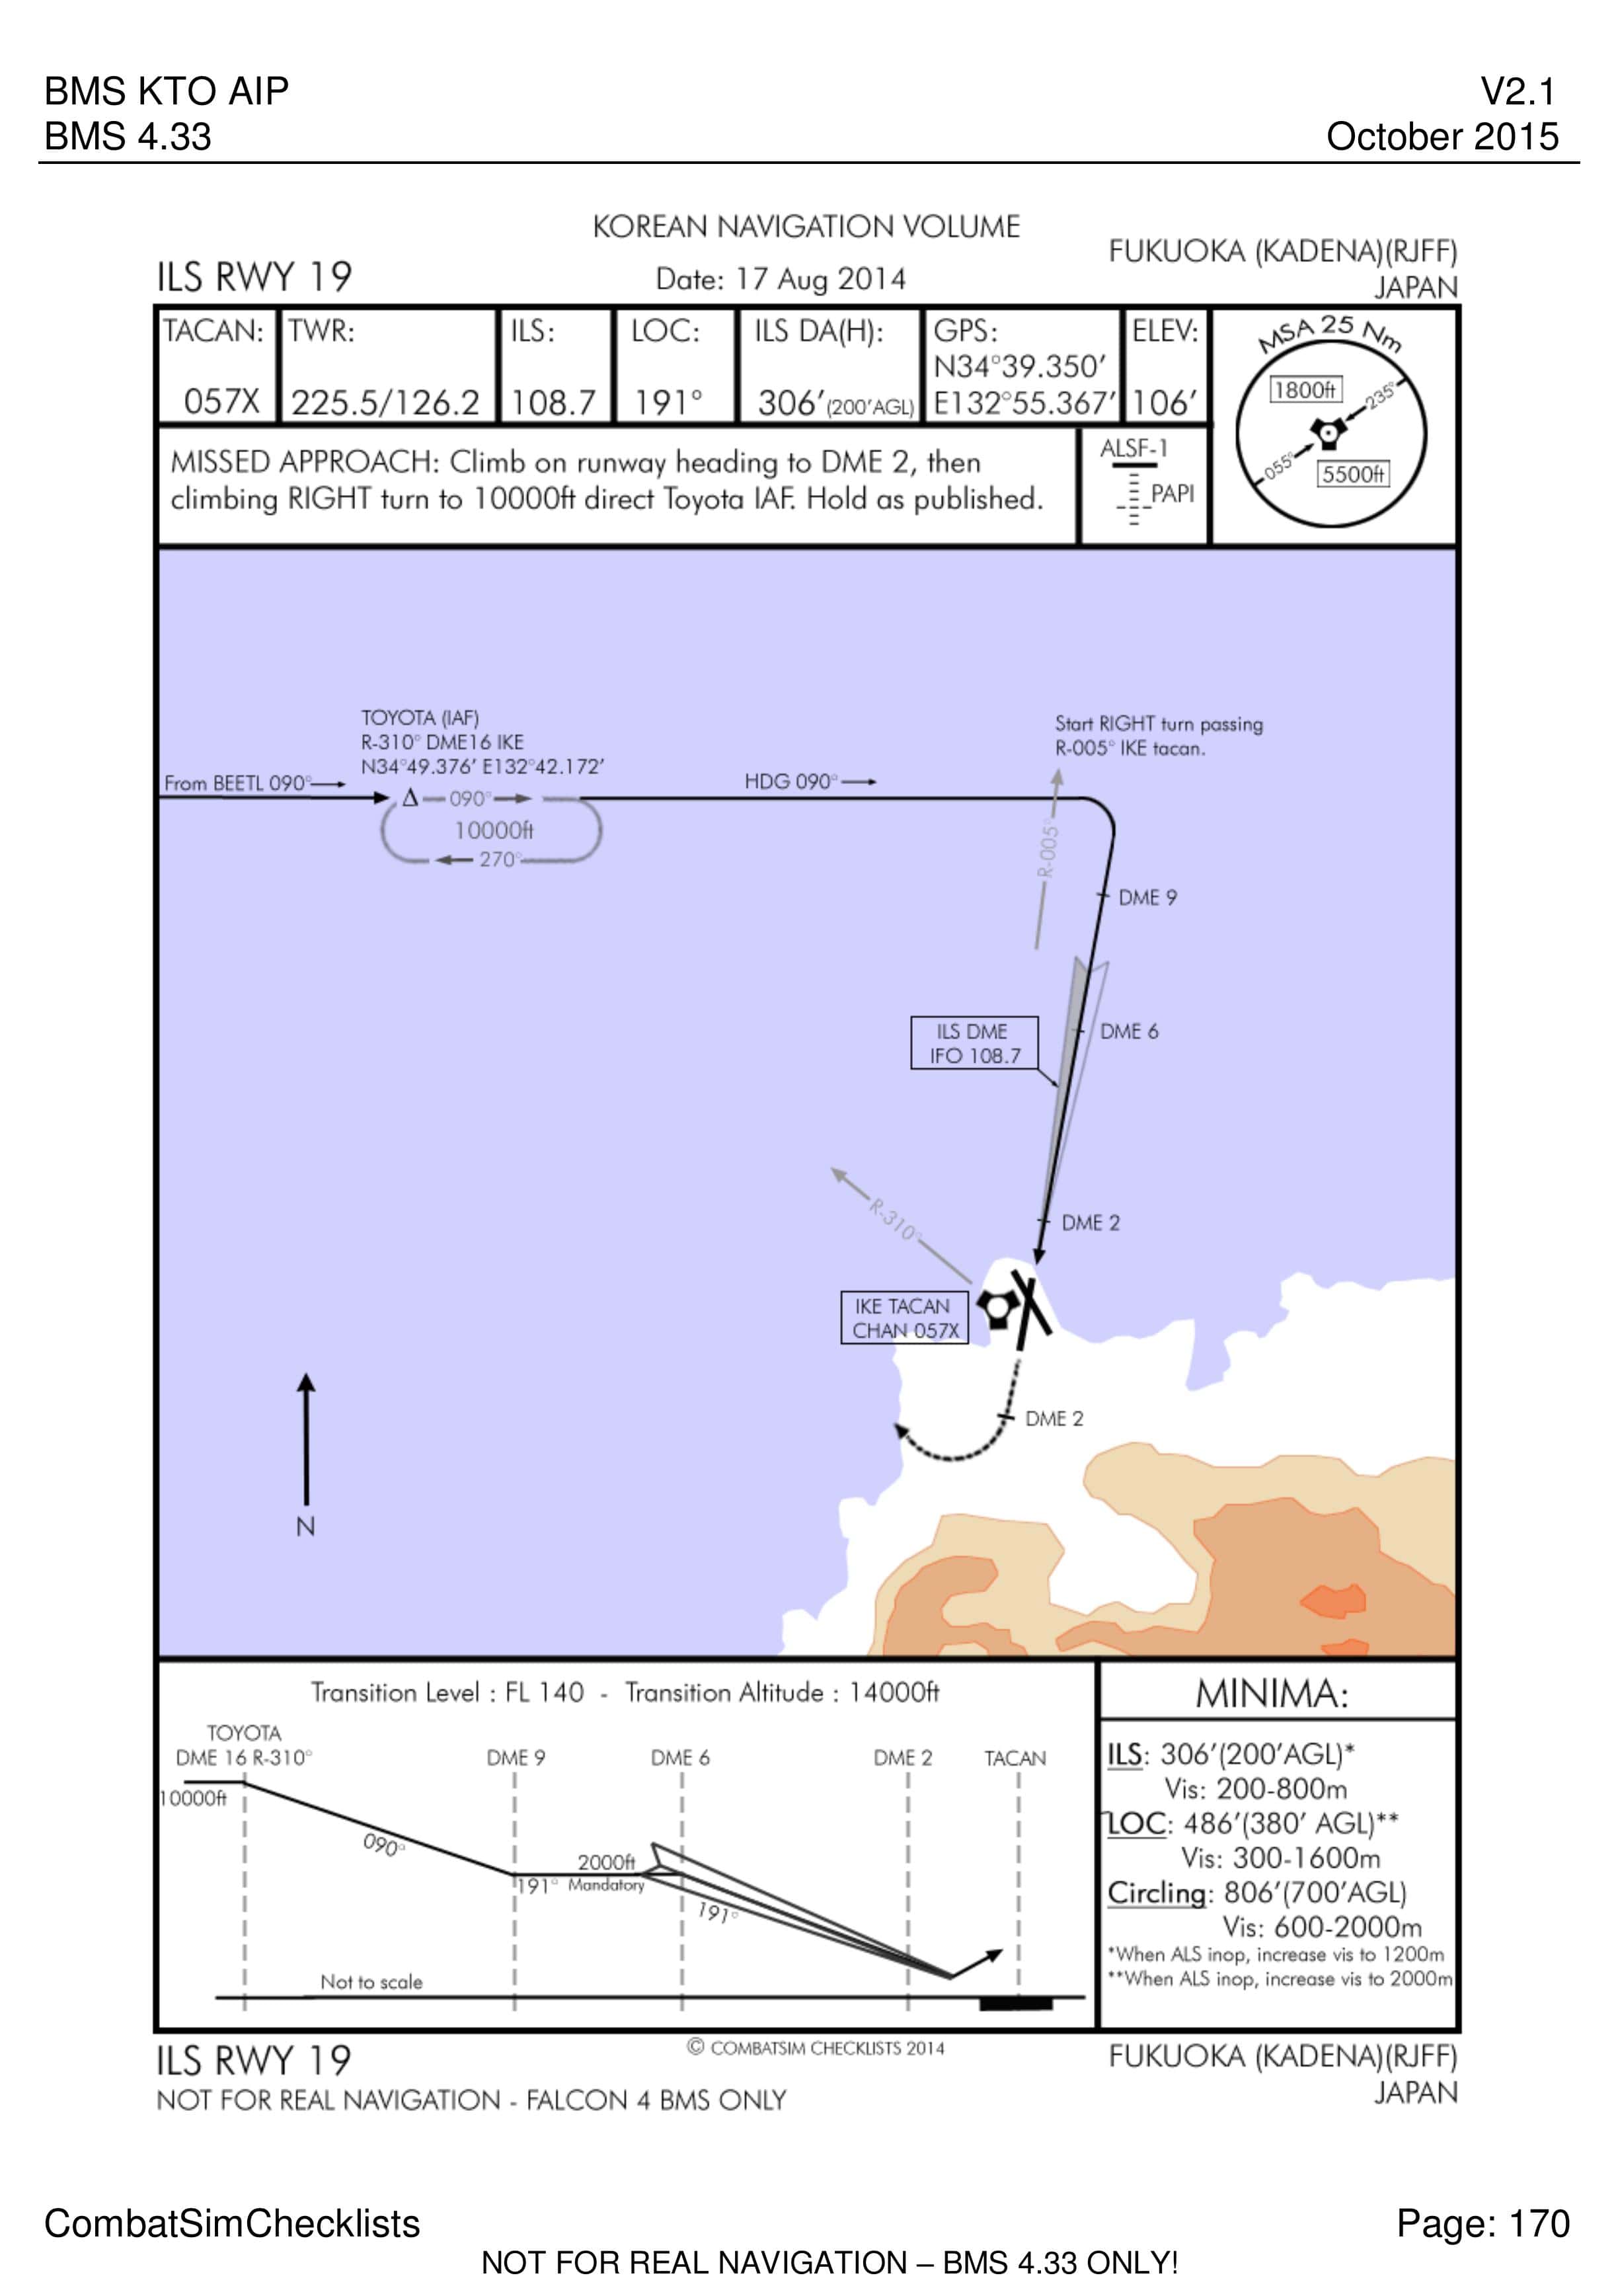 BMS KTO AIP
V2.1
BMS 4.33
October 2015
KOREAN NAVIGATION VOLUME
ILS RWY 19
Date: 17 Aug 2014
FUKUOKA (KADENA)(RJFF)
JAPAN
TACAN:
057X
TWR:
225.5/126.2
ILS:
108.7
LOC:
191°
ILS DA(H):
306'(200'AGL)
GPS:
N34°39.350'
E132°55.367'
ELEV:
106'
MSA 25 Nm
1800ft
235°
055°
5500ft
MISSED APPROACH: Climb on runway heading to DME 2, then
climbing RIGHT turn to 10000ft direct Toyota IAF. Hold as published.
ALSF-1
PAPI
TOYOTA (IAF)
R-310° DME16 IKE
N34°49.376' E132°42.172'
Start RIGHT turn passing
R-005° IKE tacan.
From BEETL 090°
Δ
090°
HDG 090°
10000ft
270°
R-005°
DME 9
ILS DME
IFO 108.7
DME 6
R-310°
DME 2
IKE TACAN
CHAN 057X
DME 2
N
Transition Level : FL 140 - Transition Altitude : 14000ft
TOYOTA
DME 16 R-310°
DME 9
DME 6
DME 2
TACAN
10000ft
090°
2000ft
191° Mandatory
191°
Not to scale
MINIMA:
ILS: 306'(200'AGL)*
Vis: 200-800m
LOC: 486'(380' AGL)**
Vis: 300-1600m
Circling: 806'(700'AGL)
Vis: 600-2000m
*When ALS inop, increase vis to 1200m
**When ALS inop, increase vis to 2000m
ILS RWY 19
© COMBATSIM CHECKLISTS 2014
FUKUOKA (KADENA)(RJFF)
JAPAN
NOT FOR REAL NAVIGATION - FALCON 4 BMS ONLY
CombatSimChecklists
Page: 170
NOT FOR REAL NAVIGATION – BMS 4.33 ONLY!